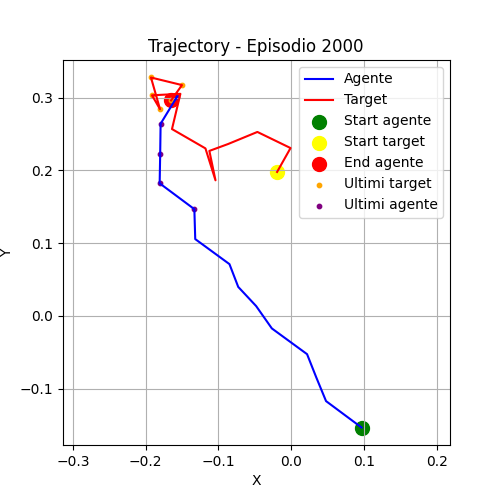 Trajectory - Episodio 2000
Agente
Target
Start agente
Start target
End agente
Ultimi target
Ultimi agente
0.3
0.2
0.1
0.0
−0.1
Y
−0.3
−0.2
−0.1
0.0
0.1
0.2
X